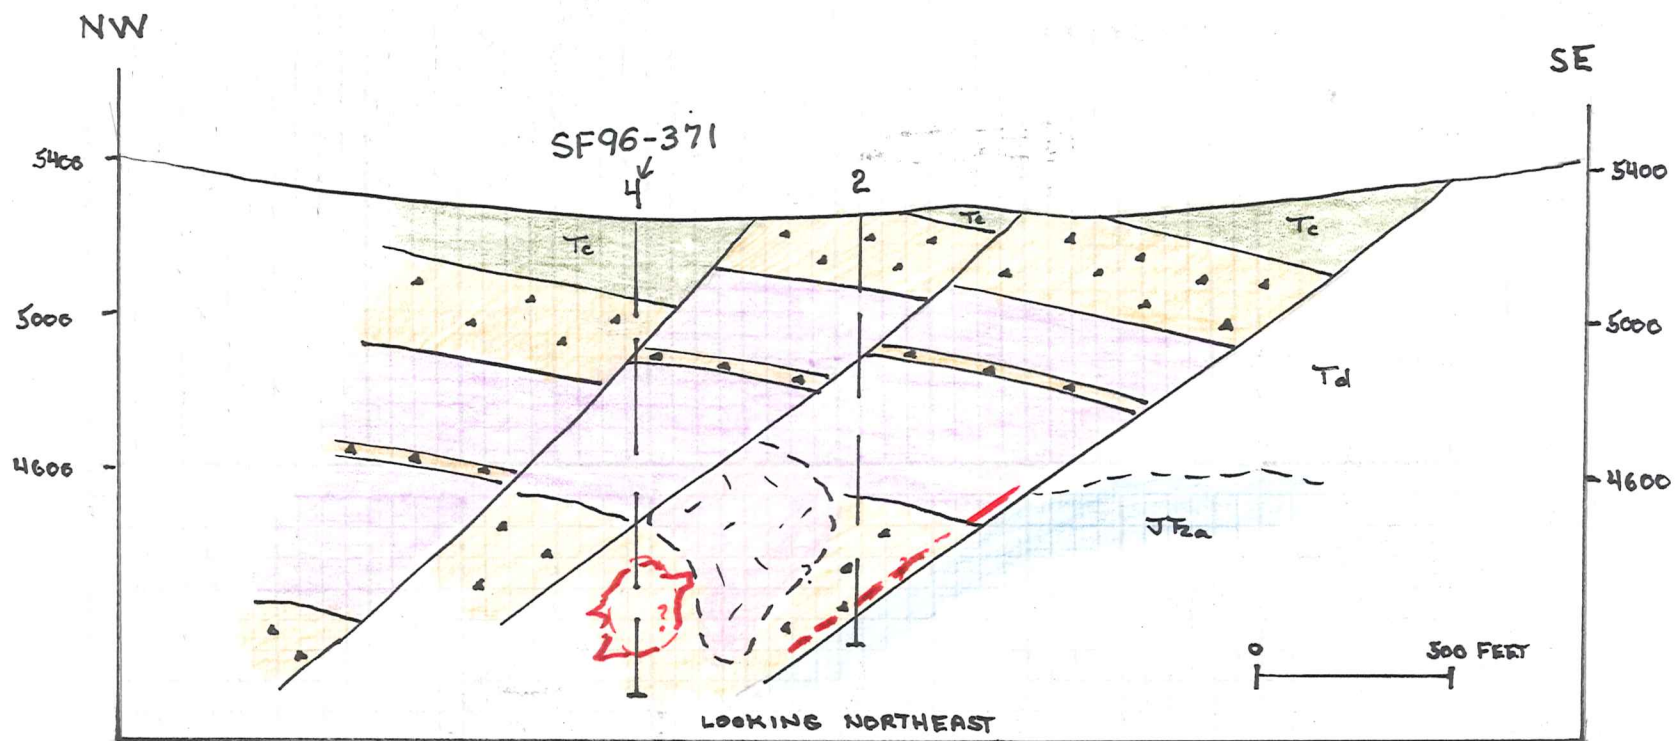 NW
SE
SF96-371
4
2
5400
5400
Tc
Tc
Tc
5000
5000
Td
4600
4600
JTRa
?
?
?
0 500 FEET
LOOKING NORTHEAST